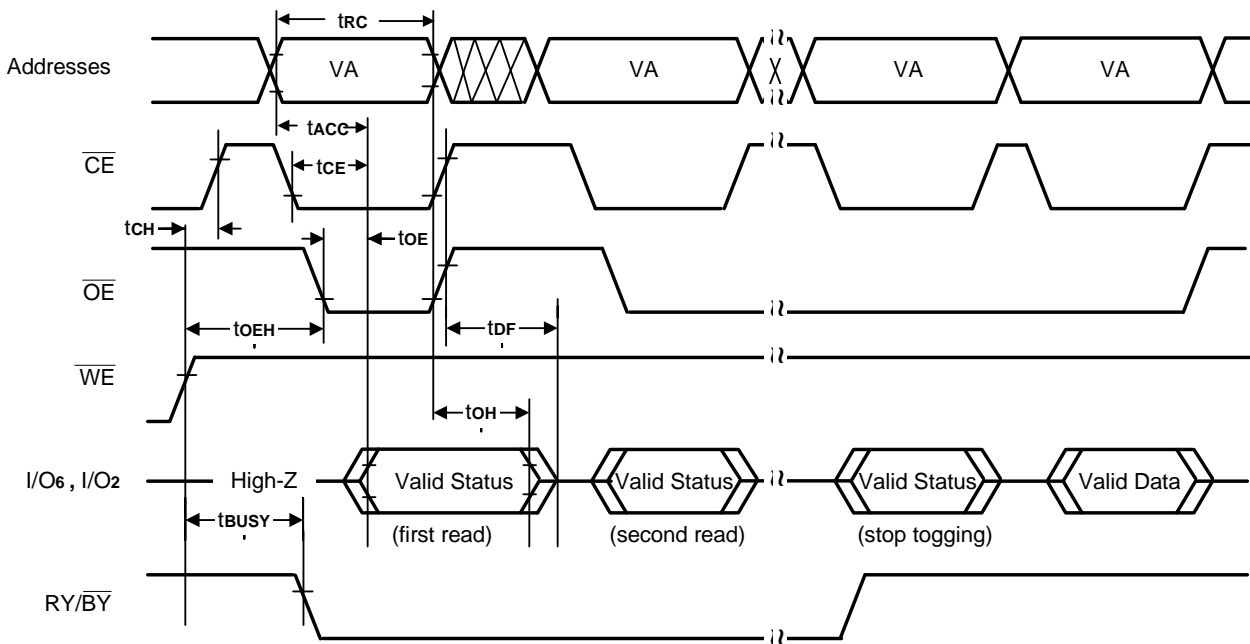 tRC
Addresses VA VA X VA VA
tACC
CE tCE
tCH tOE
OE
tOEH tDF
WE
tOH
I/O6 , I/O2 High-Z Valid Status Valid Status Valid Status Valid Data
tBUSY (first read) (second read) (stop togging)
RY/BY